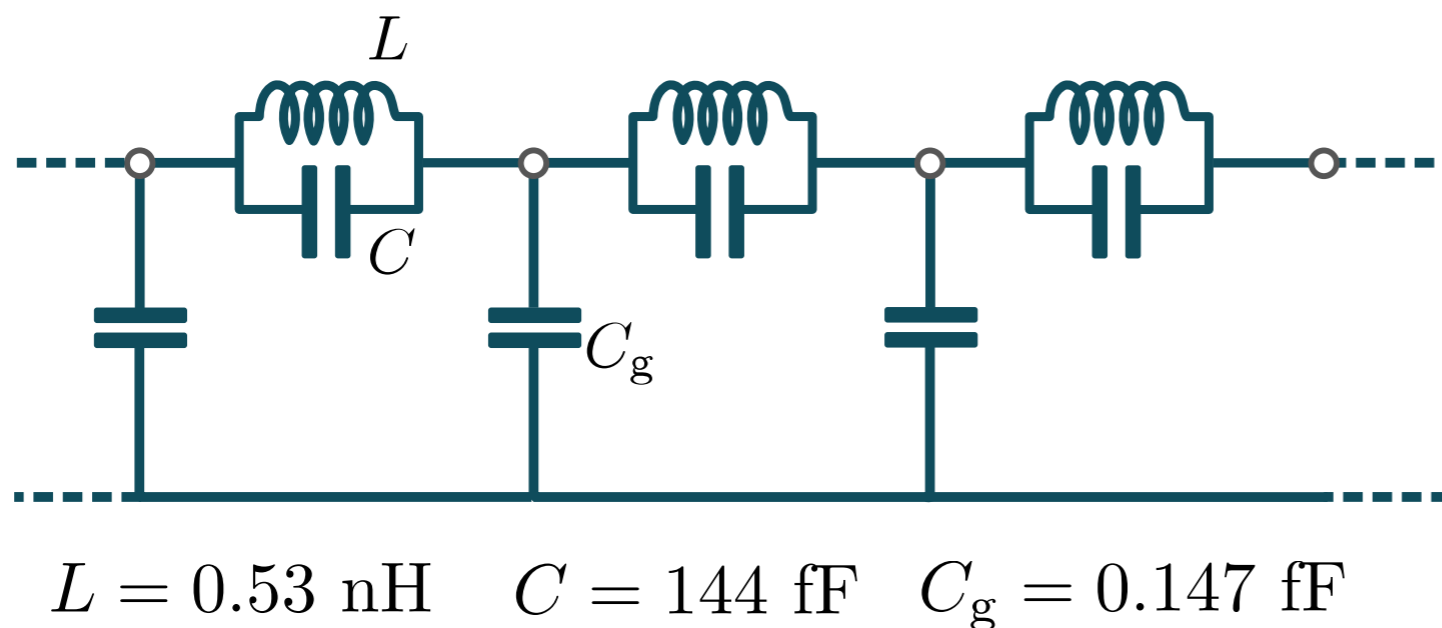 L
C
C_g
L = 0.53 nH C = 144 fF C_g = 0.147 fF